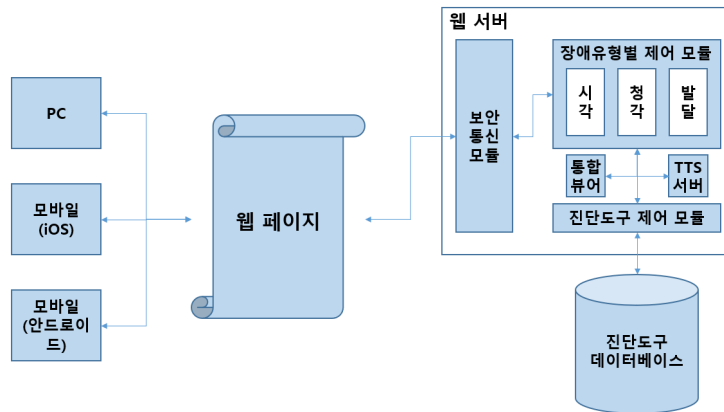 웹 서버
장애유형별 제어 모듈
시
각
청
각
발
달
보안
통신
모듈
통합
뷰어
TTS
서버
진단도구 제어 모듈
PC
모바일
(iOS)
모바일
(안드로이
드)
웹 페이지
진단도구
데이터베이스